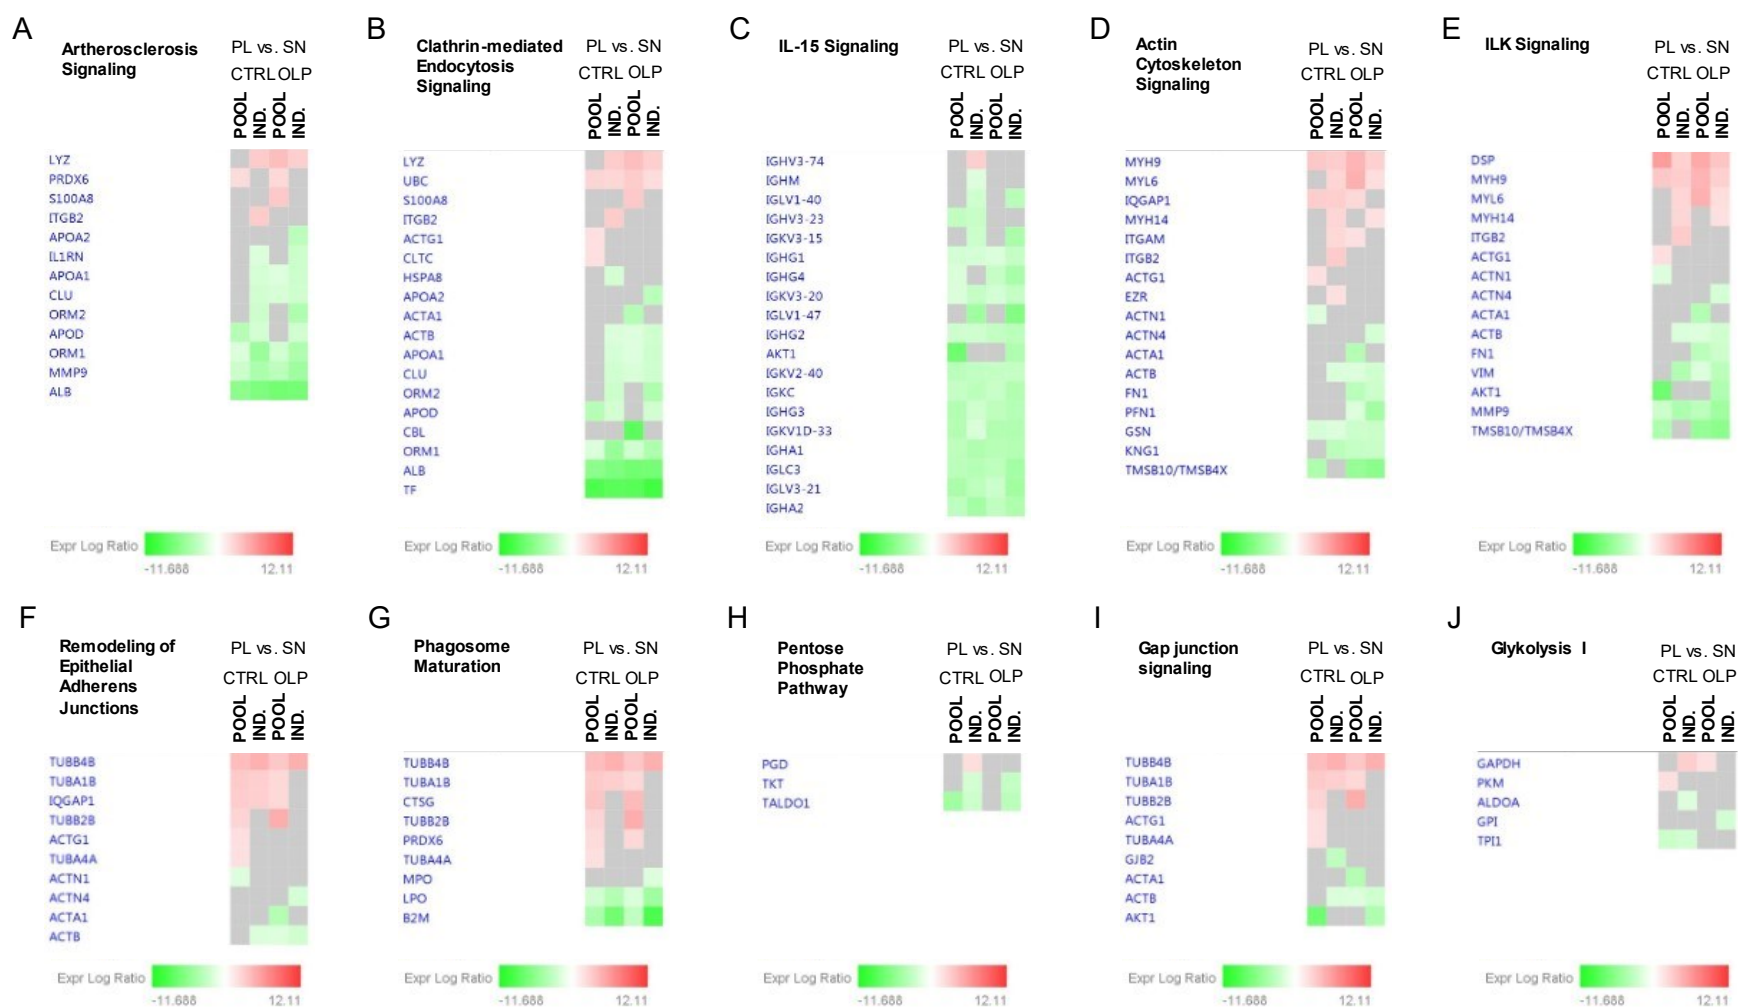 A
Artherosclerosis
Signaling
PL vs. SN
CTRL OLP
POOL
IND.
POOL
IND.
LYZ
PRDX6
S100A8
ITGB2
APOA2
IL1RN
APOA1
CLU
ORM2
APOD
ORM1
MMP9
ALB
Expr Log Ratio
-11.688
12.11
B
Clathrin-mediated
Endocytosis
Signaling
PL vs. SN
CTRL OLP
POOL
IND.
POOL
IND.
LYZ
UBC
S100A8
ITGB2
ACTG1
CLTC
HSPA8
APOA2
ACTA1
ACTB
APOA1
CLU
ORM2
APOD
CBL
ORM1
ALB
TF
Expr Log Ratio
-11.688
12.11
C
IL-15 Signaling
PL vs. SN
CTRL OLP
POOL
IND.
POOL
IND.
IGHV3-74
IGHM
IGLV1-40
IGHV3-23
IGKV3-15
IGHG1
IGHG4
IGKV3-20
IGLV1-47
IGHG2
AKT1
IGKV2-40
IGKC
IGHG3
IGKV1D-33
IGHA1
IGLC3
IGLV3-21
IGHA2
Expr Log Ratio
-11.688
12.11
D
Actin
Cytoskeleton
Signaling
PL vs. SN
CTRL OLP
POOL
IND.
POOL
IND.
MYH9
MYL6
IQGAP1
MYH14
ITGAM
ITGB2
ACTG1
EZR
ACTN1
ACTN4
ACTA1
ACTB
FN1
PFN1
GSN
KNG1
TMSB10/TMSB4X
Expr Log Ratio
-11.688
12.11
E
ILK Signaling
PL vs. SN
CTRL OLP
POOL
IND.
POOL
IND.
DSP
MYH9
MYL6
MYH14
ITGB2
ACTG1
ACTN1
ACTN4
ACTA1
ACTB
FN1
VIM
AKT1
MMP9
TMSB10/TMSB4X
Expr Log Ratio
-11.688
12.11
F
Remodeling of
Epithelial
Adherens
Junctions
PL vs. SN
CTRL OLP
POOL
IND.
POOL
IND.
TUBB4B
TUBA1B
IQGAP1
TUBB2B
ACTG1
TUBA4A
ACTN1
ACTN4
ACTA1
ACTB
Expr Log Ratio
-11.688
12.11
G
Phagosome
Maturation
PL vs. SN
CTRL OLP
POOL
IND.
POOL
IND.
TUBB4B
TUBA1B
CTSG
TUBB2B
PRDX6
TUBA4A
MPO
LPO
B2M
Expr Log Ratio
-11.688
12.11
H
Pentose
Phosphate
Pathway
PL vs. SN
CTRL OLP
POOL
IND.
POOL
IND.
PGD
TKT
TALDO1
Expr Log Ratio
-11.688
12.11
I
Gap junction
signaling
PL vs. SN
CTRL OLP
POOL
IND.
POOL
IND.
TUBB4B
TUBA1B
TUBB2B
ACTG1
TUBA4A
GJB2
ACTA1
ACTB
AKT1
Expr Log Ratio
-11.688
12.11
J
Glykolysis I
PL vs. SN
CTRL OLP
POOL
IND.
POOL
IND.
GAPDH
PKM
ALDOA
GPI
TPI1
Expr Log Ratio
-11.688
12.11